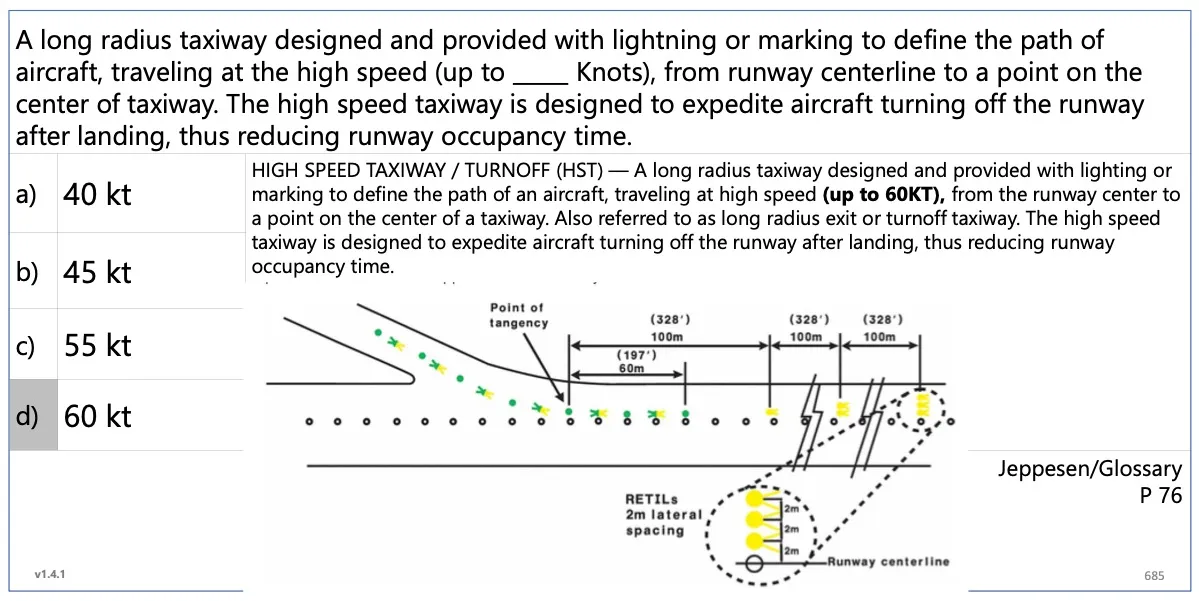 A long radius taxiway designed and provided with lightning or marking to define the path of
aircraft, traveling at the high speed (up to _____ Knots), from runway centerline to a point on the
center of taxiway. The high speed taxiway is designed to expedite aircraft turning off the runway
after landing, thus reducing runway occupancy time.
a) 40 kt
b) 45 kt
c) 55 kt
d) 60 kt
HIGH SPEED TAXIWAY / TURNOFF (HST) — A long radius taxiway designed and provided with lighting or
marking to define the path of an aircraft, traveling at high speed (up to 60KT), from the runway center to
a point on the center of a taxiway. Also referred to as long radius exit or turnoff taxiway. The high speed
taxiway is designed to expedite aircraft turning off the runway after landing, thus reducing runway
occupancy time.
Point of
tangency
(328')
100m
(328')
100m
(328')
100m
(197')
60m
RETILs
2m lateral
spacing
2m
2m
2m
Runway centerline
Jeppesen/Glossary
P 76
v1.4.1
685